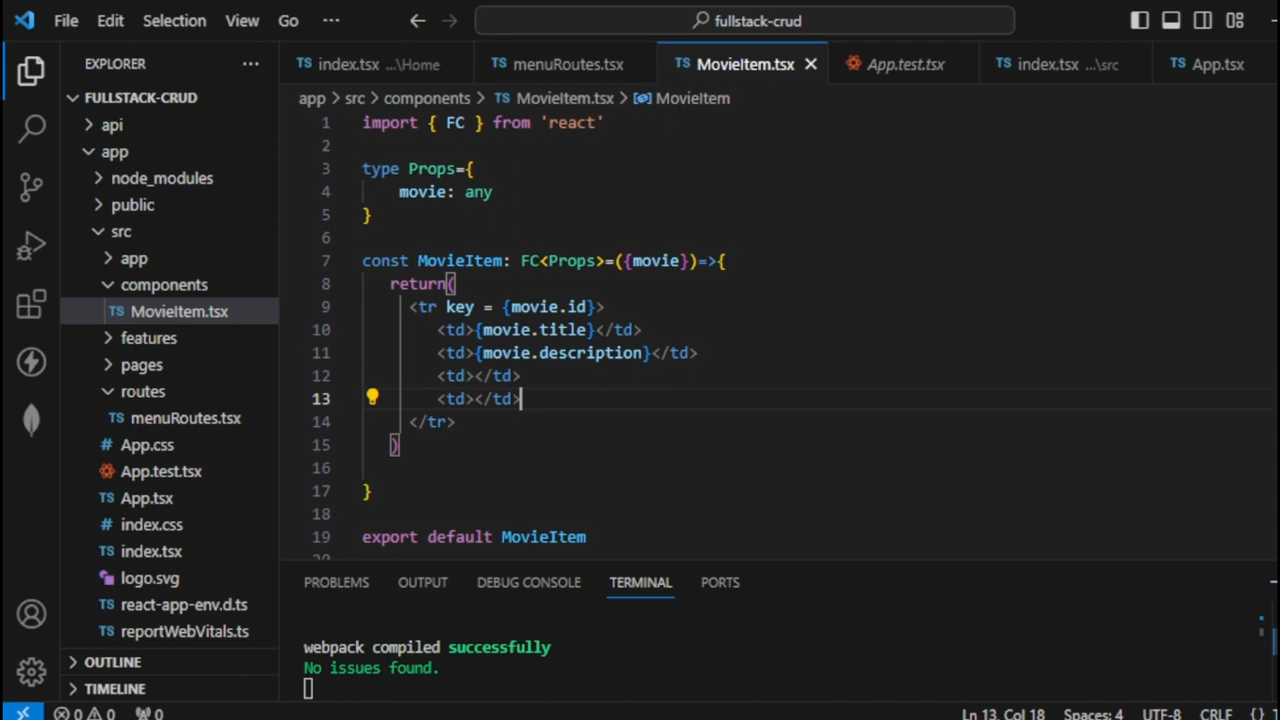 File Edit Selection View Go ··· fullstack-crud
EXPLORER ···
FULLSTACK-CRUD
api
app
node_modules
public
src
app
components
TS MovieItem.tsx
features
pages
routes
TS menuRoutes.tsx
# App.css
App.test.tsx
TS App.tsx
# index.css
TS index.tsx
logo.svg
TS react-app-env.d.ts
TS reportWebVitals.ts
OUTLINE
TIMELINE
TS index.tsx ...\Home TS menuRoutes.tsx TS MovieItem.tsx App.test.tsx TS index.tsx ...\src TS App.tsx
app > src > components > TS MovieItem.tsx > MovieItem
1 import { FC } from 'react'
2
3 type Props={
4 movie: any
5 }
6
7 const MovieItem: FC<Props>=({movie})=>{
8 return(
9 <tr key = {movie.id}>
10 <td>{movie.title}</td>
11 <td>{movie.description}</td>
12 <td></td>
13 <td></td>
14 </tr>
15 )
16
17 }
18
19 export default MovieItem
20
PROBLEMS OUTPUT DEBUG CONSOLE TERMINAL PORTS
webpack compiled successfully
No issues found.
0 0 0 Ln 13, Col 18 Spaces: 4 UTF-8 CRLF {}